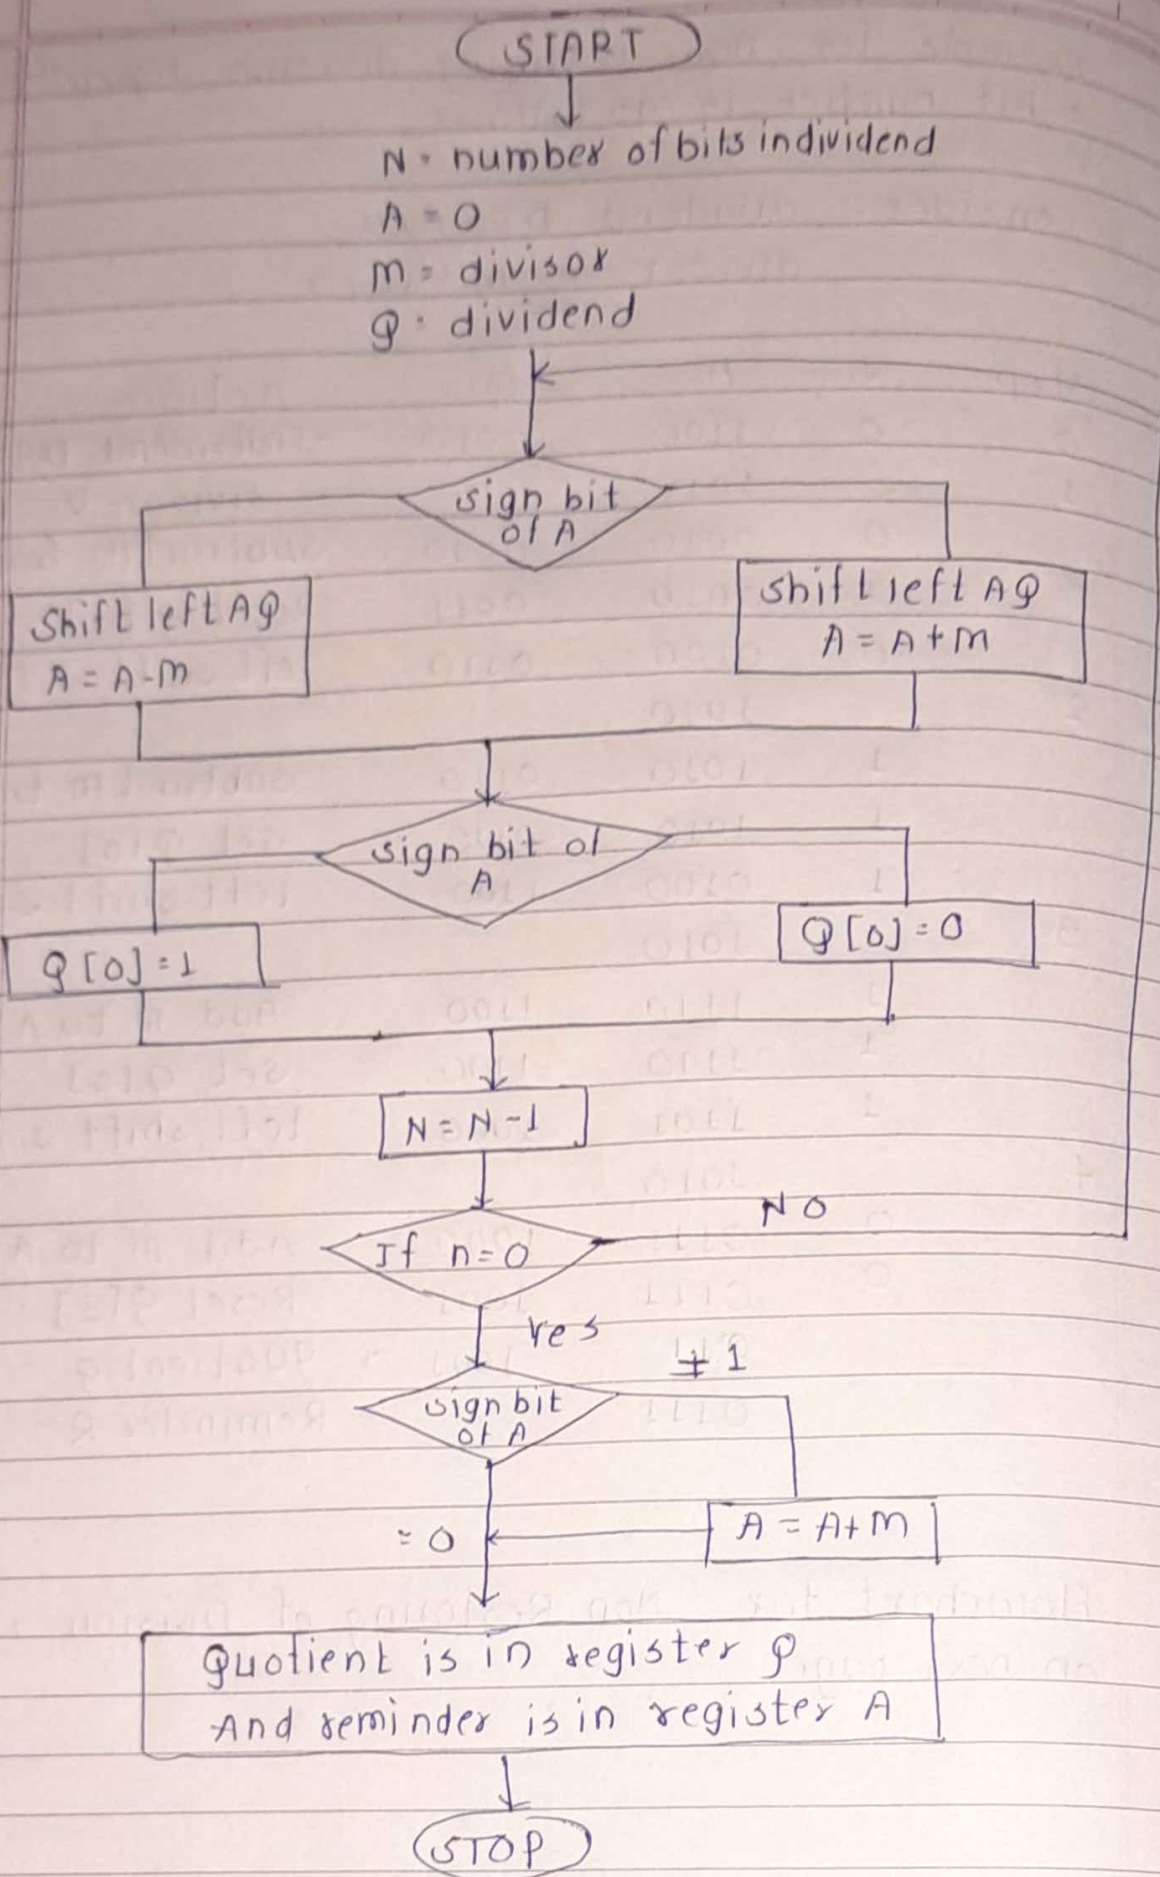 START
N = number of bits individend
A = 0
M = divisor
Q = dividend
sign bit
of A
Shift left AQ
A = A - M
Shift left AQ
A = A + M
sign bit of
A
Q[0] = 1
Q[0] = 0
N = N - 1
If n = 0
NO
Yes
sign bit
of A
= 0
A = A + M
Quotient is in register Q
And reminder is in register A
STOP